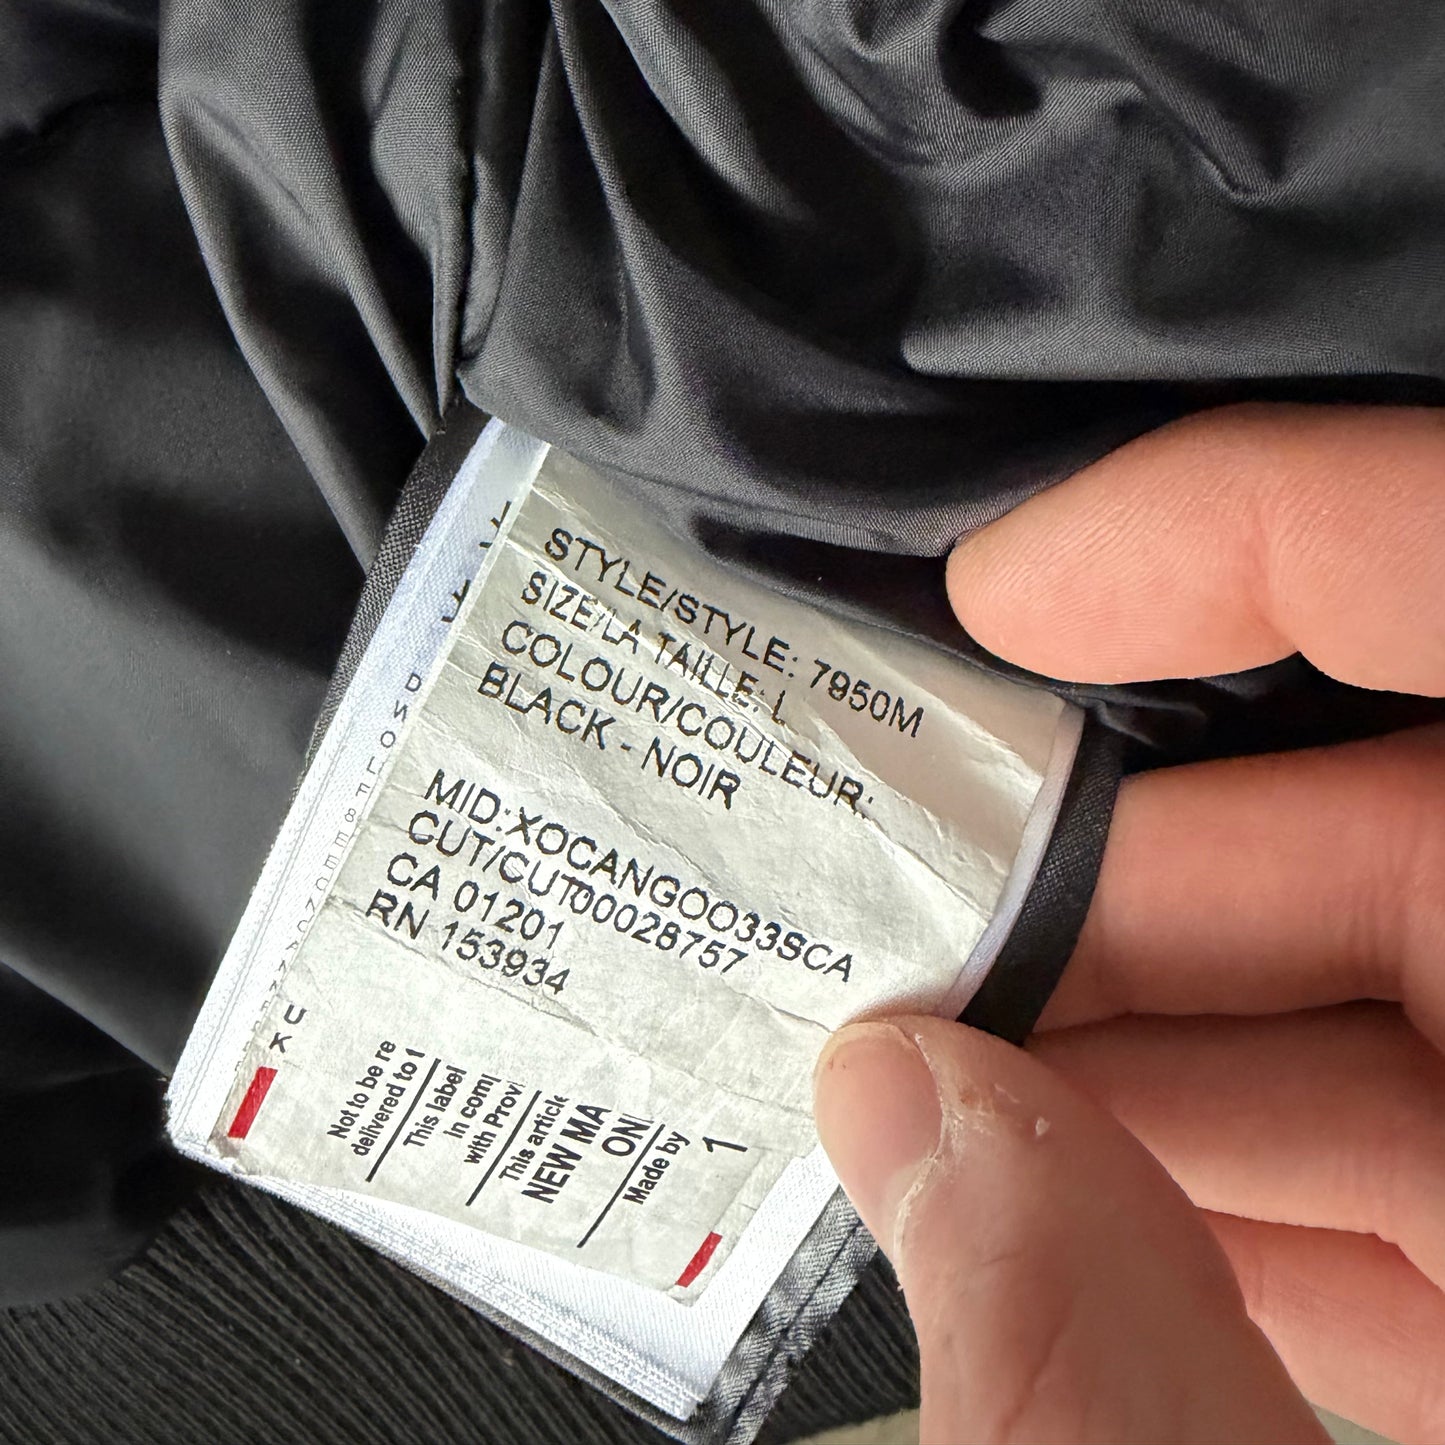 STYLE/STYLE: 7950M
SIZE/LA TAILLE: L
COLOUR/COULEUR:
BLACK - NOIR
MID:XOCANGOO33SCA
CUT/CUT00028757
CA 01201
RN 153934
UK
Not to be re
delivered to t
This label
In com
with Provi
This article
NEW MA
ONL
Made by
1